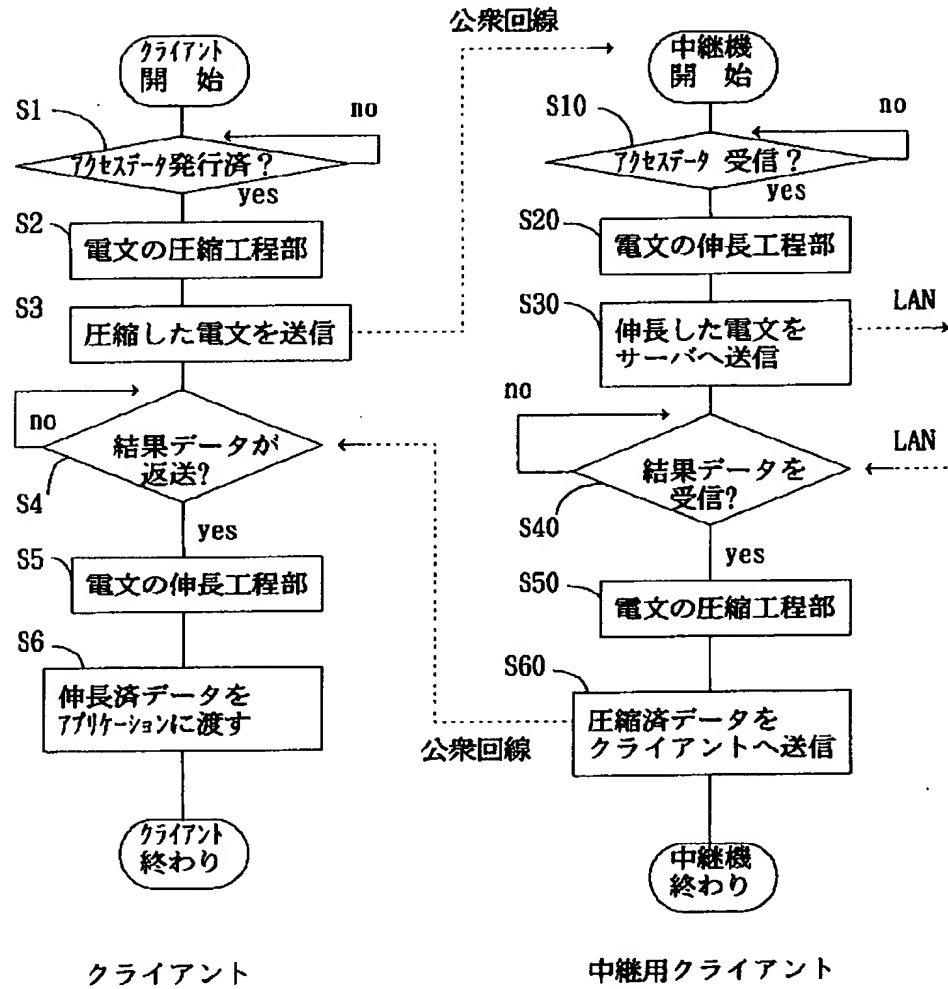 公衆回線
クライアント
開 始
S1
no
アクセスデータ発行済?
yes
S2
電文の圧縮工程部
S3
圧縮した電文を送信
no
結果データが
返送?
S4
yes
S5
電文の伸長工程部
S6
伸長済データを
アプリケーションに渡す
クライアント
終わり
クライアント
中継機
開 始
S10
no
アクセスデータ 受信?
yes
S20
電文の伸長工程部
S30
LAN
伸長した電文を
サーバへ送信
no
LAN
結果データを
受信?
S40
yes
S50
電文の圧縮工程部
S60
圧縮済データを
クライアントへ送信
公衆回線
中継機
終わり
中継用クライアント